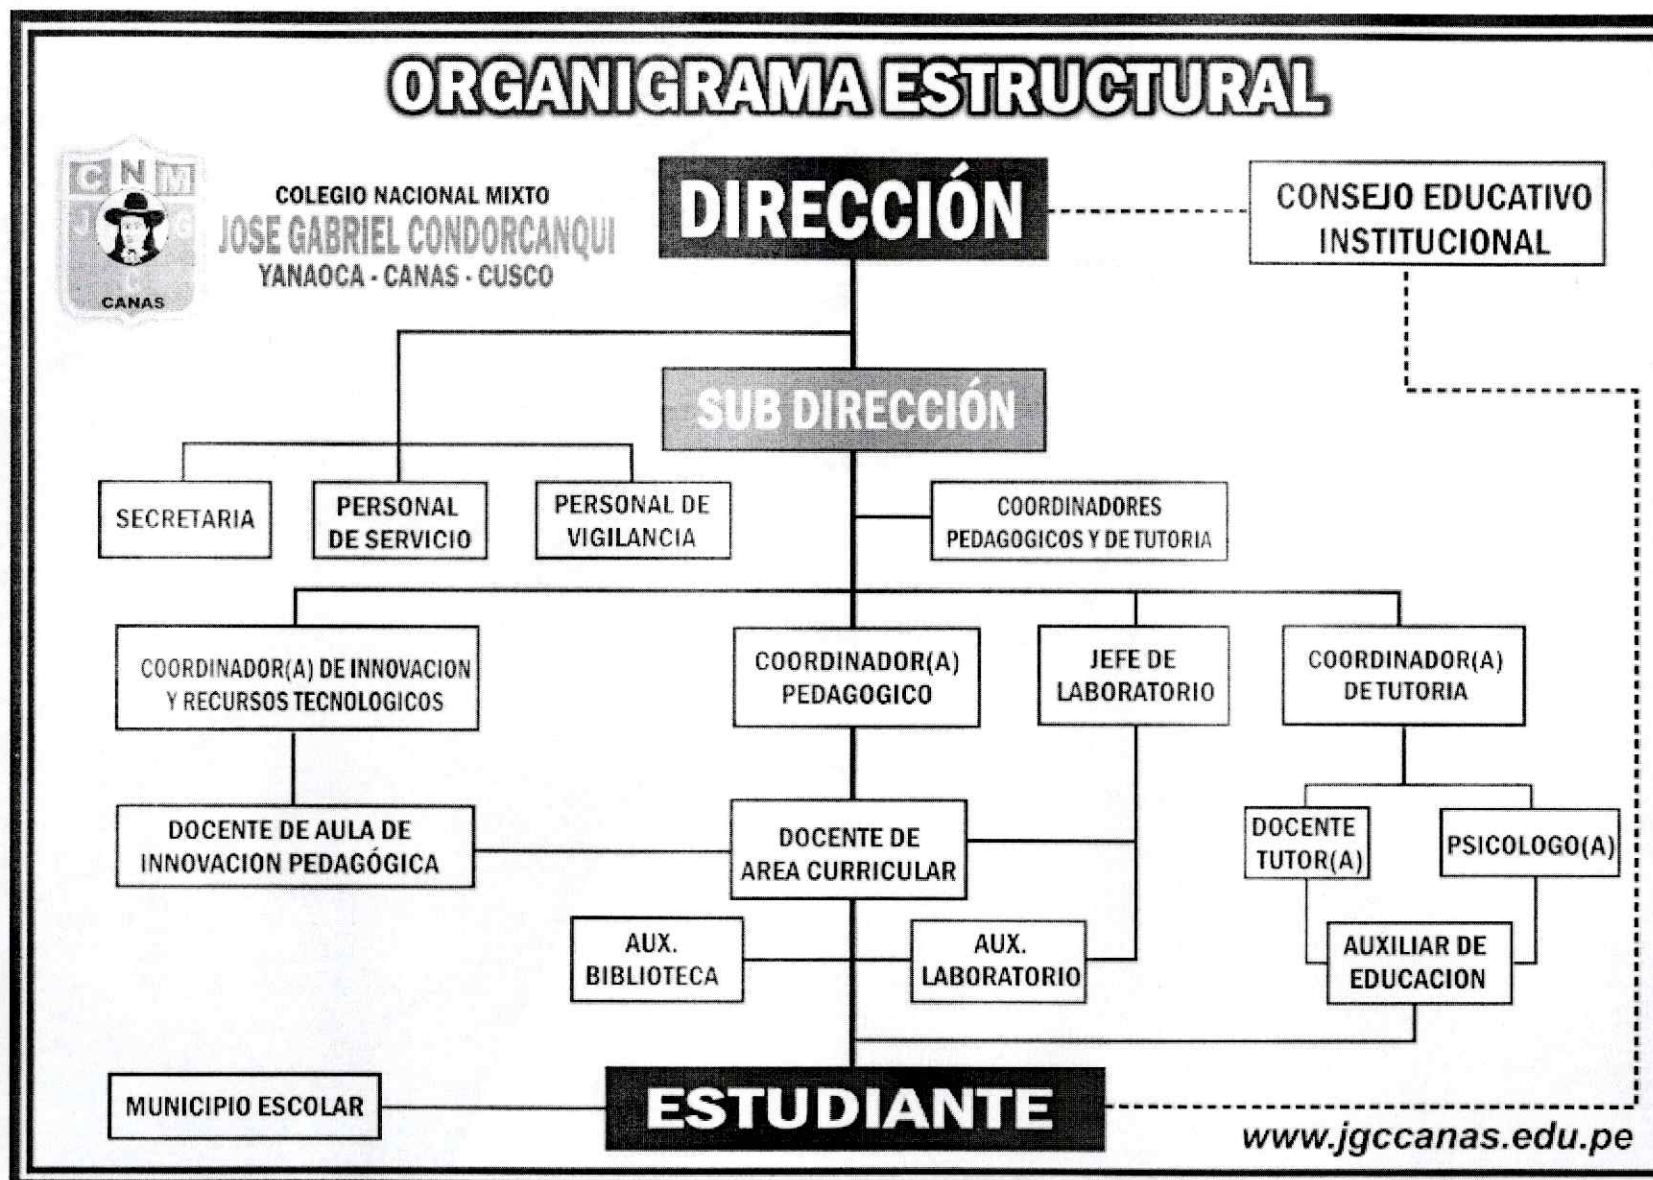 ORGANIGRAMA ESTRUCTURAL
C N M
J G
G
CANAS
COLEGIO NACIONAL MIXTO
JOSE GABRIEL CONDORCANQUI
YANAOCA - CANAS - CUSCO
DIRECCIÓN
CONSEJO EDUCATIVO
INSTITUCIONAL
SUB DIRECCIÓN
SECRETARIA
PERSONAL
DE SERVICIO
PERSONAL DE
VIGILANCIA
COORDINADORES
PEDAGOGICOS Y DE TUTORIA
COORDINADOR(A) DE INNOVACION
Y RECURSOS TECNOLOGICOS
COORDINADOR(A)
PEDAGOGICO
JEFE DE
LABORATORIO
COORDINADOR(A)
DE TUTORIA
DOCENTE DE AULA DE
INNOVACION PEDAGÓGICA
DOCENTE DE
AREA CURRICULAR
DOCENTE
TUTOR(A)
PSICOLOGO(A)
AUX.
BIBLIOTECA
AUX.
LABORATORIO
AUXILIAR DE
EDUCACION
MUNICIPIO ESCOLAR
ESTUDIANTE
www.jgccanas.edu.pe